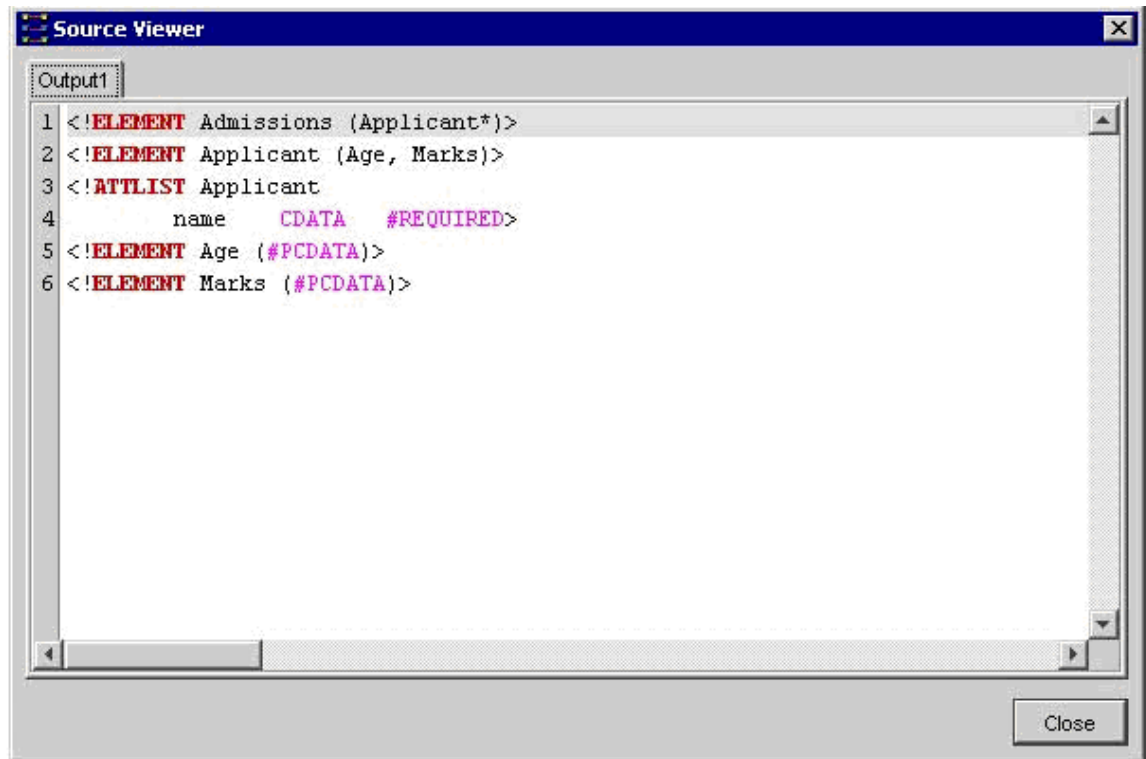 Source Viewer
Output1
1 <!ELEMENT Admissions (Applicant*)>
2 <!ELEMENT Applicant (Age, Marks)>
3 <!ATTLIST Applicant
4 name CDATA #REQUIRED>
5 <!ELEMENT Age (#PCDATA)>
6 <!ELEMENT Marks (#PCDATA)>
Close